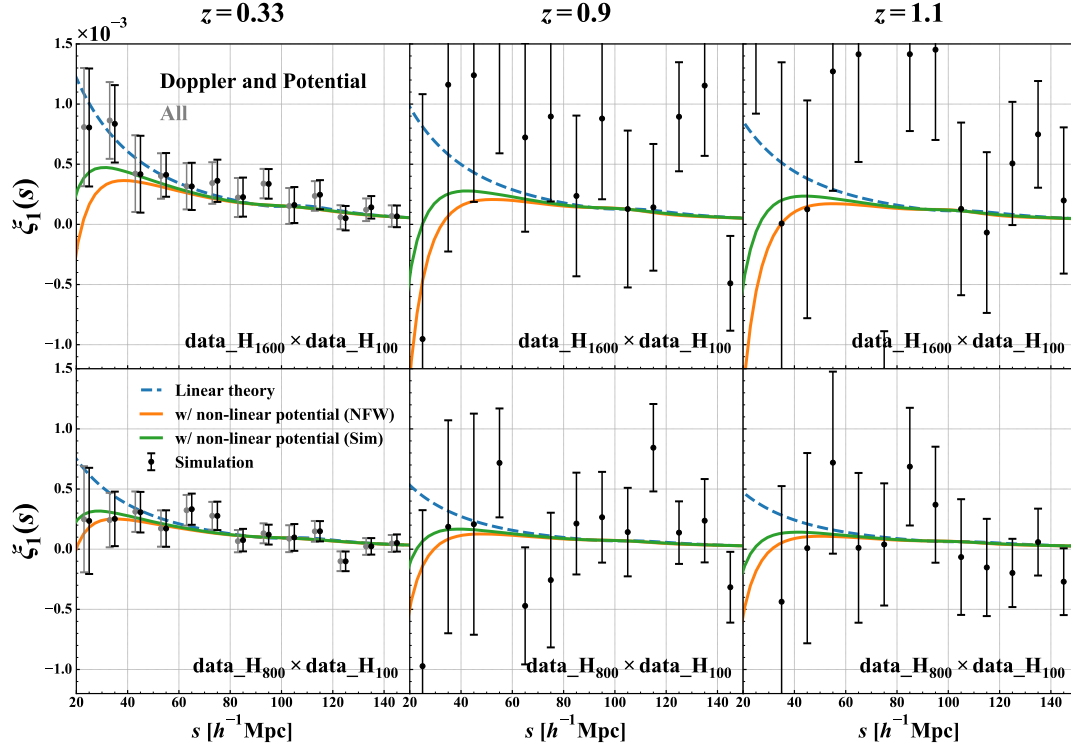 z = 0.33
z = 0.9
z = 1.1
×10⁻³
1.5
1.0
0.5
0.0
−0.5
−1.0
1.5
ξ₁(s)
Doppler and Potential
All
data_H₁₆₀₀ × data_H₁₀₀
data_H₁₆₀₀ × data_H₁₀₀
data_H₁₆₀₀ × data_H₁₀₀
1.0
0.5
0.0
−0.5
−1.0
ξ₁(s)
Linear theory
w/ non-linear potential (NFW)
w/ non-linear potential (Sim)
Simulation
data_H₈₀₀ × data_H₁₀₀
data_H₈₀₀ × data_H₁₀₀
data_H₈₀₀ × data_H₁₀₀
20 40 60 80 100 120 140
20 40 60 80 100 120 140
20 40 60 80 100 120 140
s [h⁻¹Mpc]
s [h⁻¹Mpc]
s [h⁻¹Mpc]